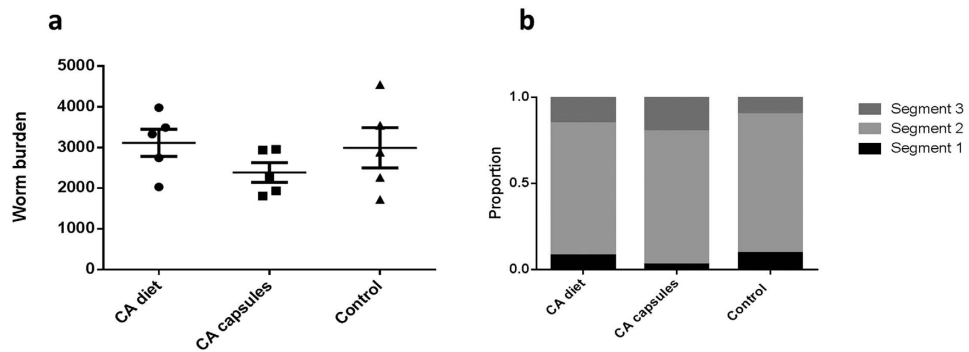 a
5000
4000
3000
2000
1000
0
Worm burden
CA diet
CA capsules
Control
b
1.0
0.5
0.0
Proportion
CA diet
CA capsules
Control
Segment 3
Segment 2
Segment 1